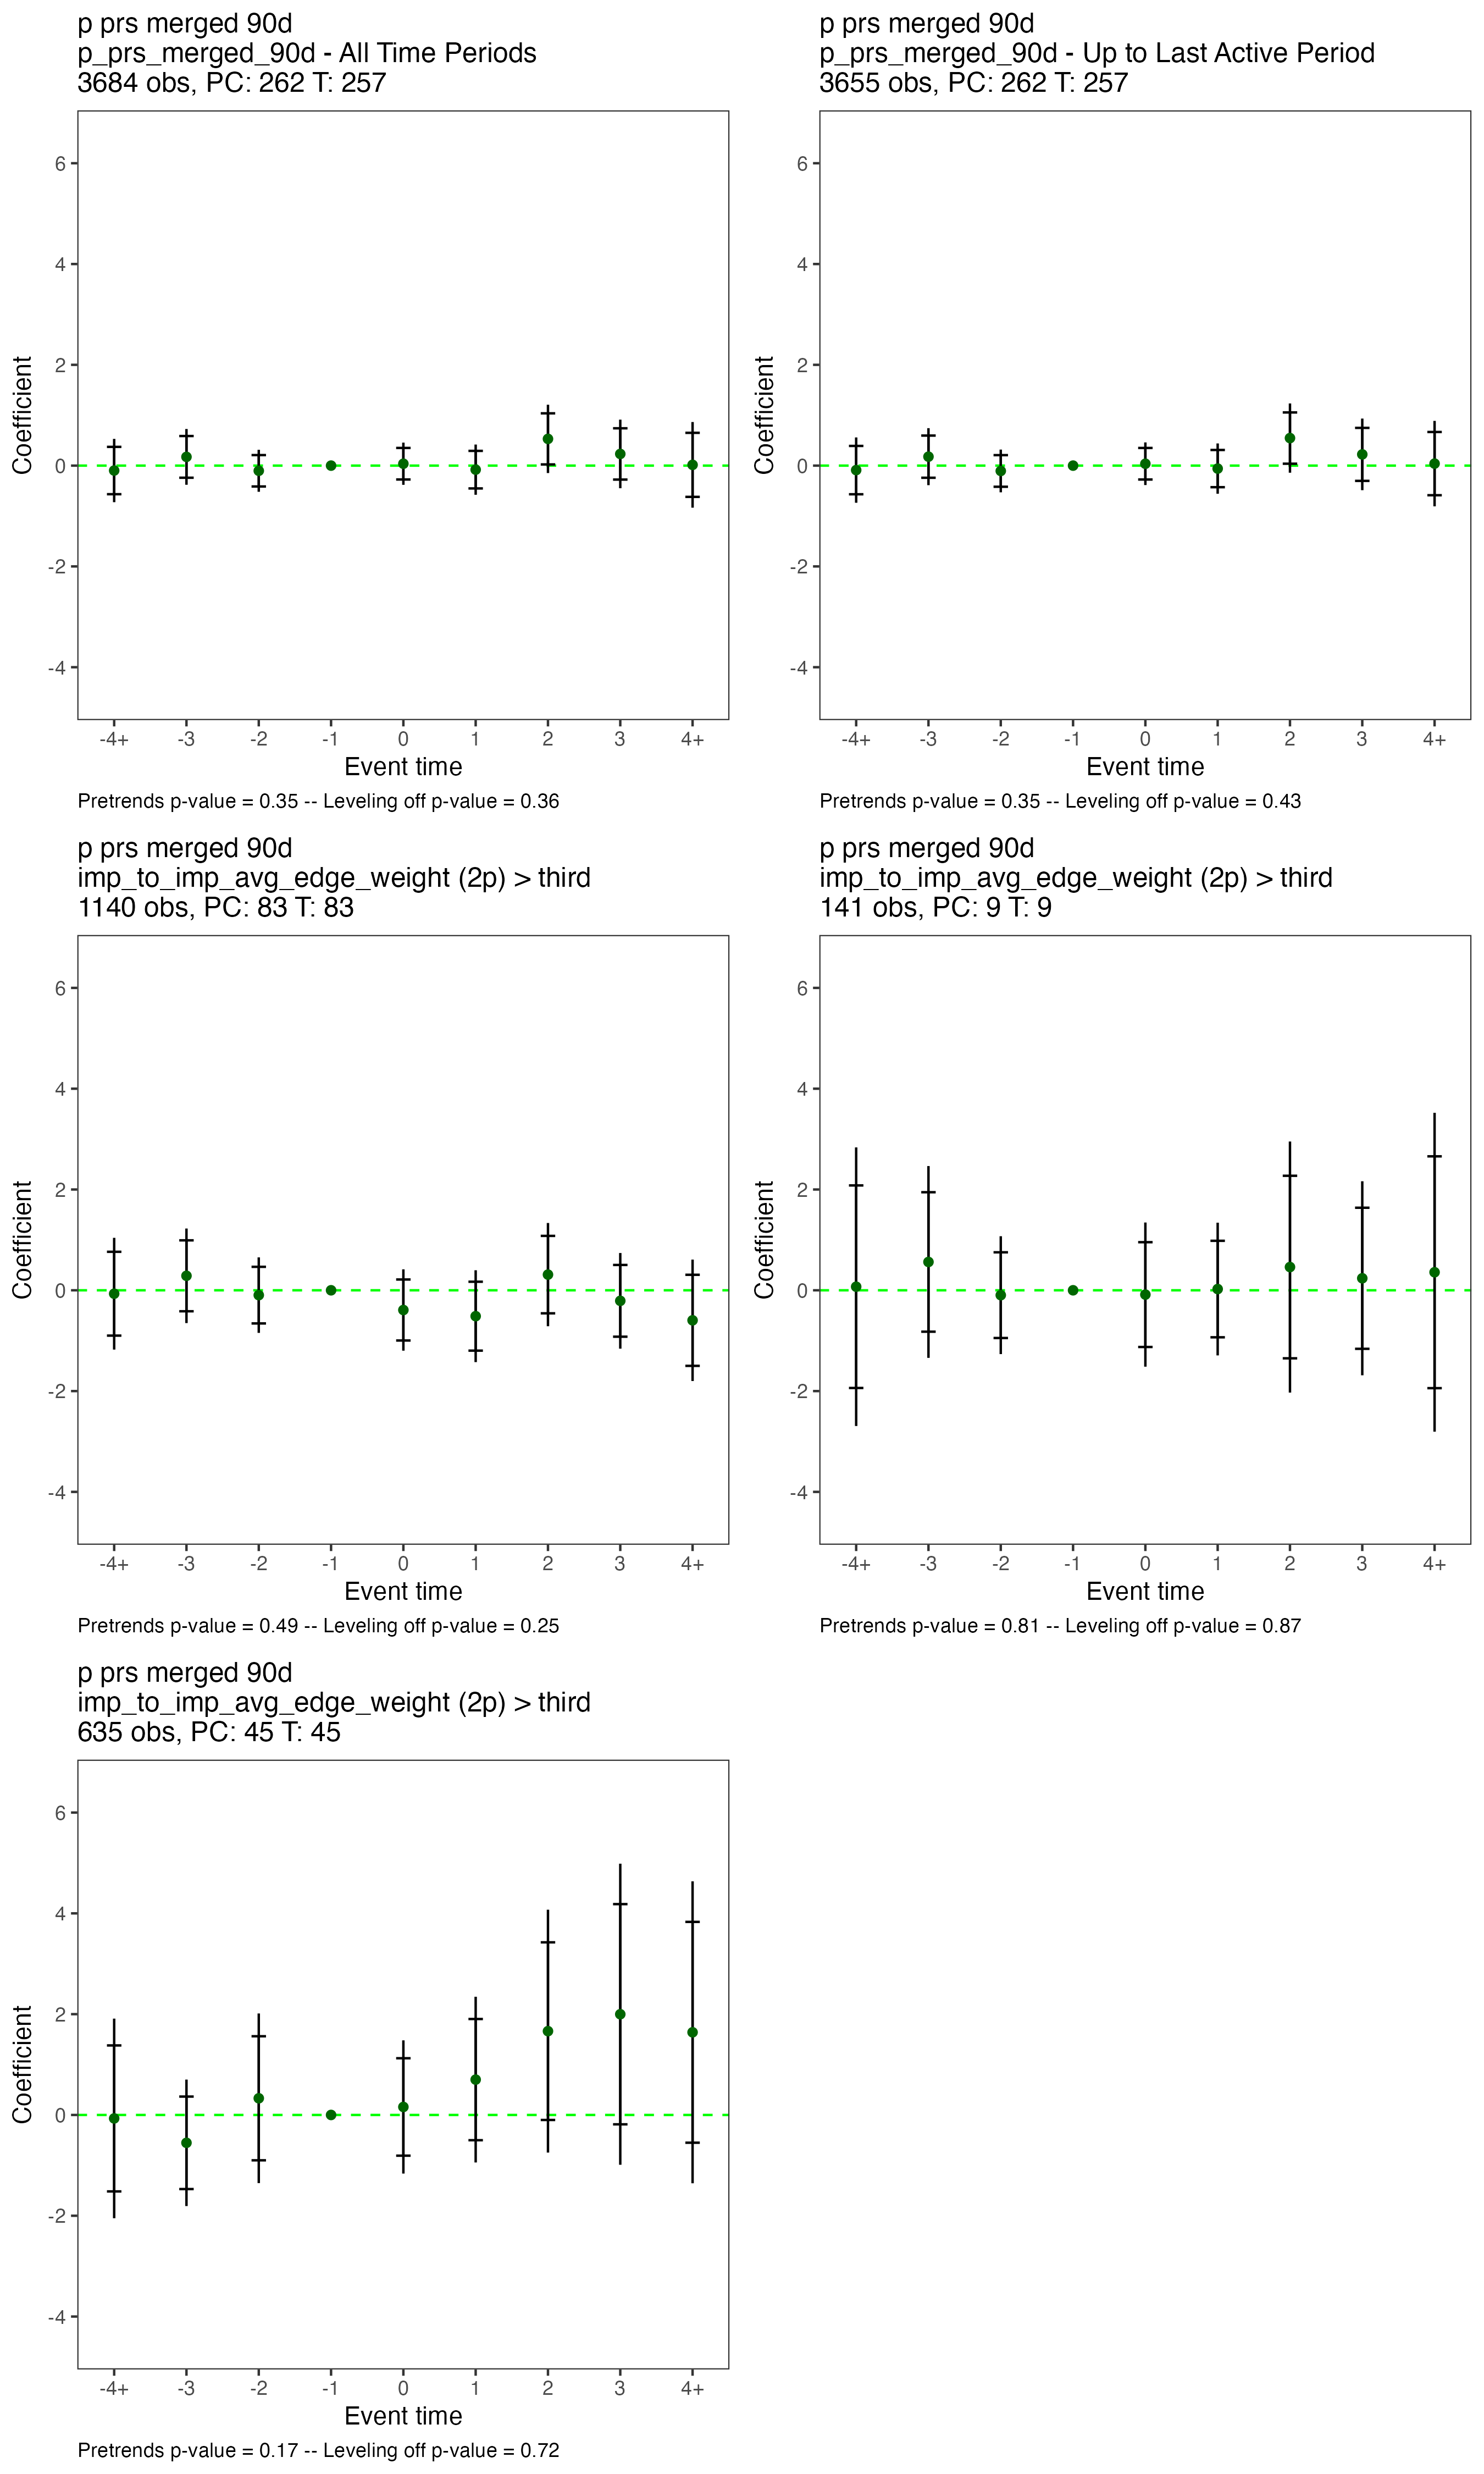 p prs merged 90d
p_prs_merged_90d - All Time Periods
3684 obs, PC: 262 T: 257
6
4
2
0
-2
-4
Coefficient
-4+ -3 -2 -1 0 1 2 3 4+
Event time
Pretrends p-value = 0.35 -- Leveling off p-value = 0.36
p prs merged 90d
p_prs_merged_90d - Up to Last Active Period
3655 obs, PC: 262 T: 257
6
4
2
0
-2
-4
Coefficient
-4+ -3 -2 -1 0 1 2 3 4+
Event time
Pretrends p-value = 0.35 -- Leveling off p-value = 0.43
p prs merged 90d
imp_to_imp_avg_edge_weight (2p) > third
1140 obs, PC: 83 T: 83
6
4
2
0
-2
-4
Coefficient
-4+ -3 -2 -1 0 1 2 3 4+
Event time
Pretrends p-value = 0.49 -- Leveling off p-value = 0.25
p prs merged 90d
imp_to_imp_avg_edge_weight (2p) > third
141 obs, PC: 9 T: 9
6
4
2
0
-2
-4
Coefficient
-4+ -3 -2 -1 0 1 2 3 4+
Event time
Pretrends p-value = 0.81 -- Leveling off p-value = 0.87
p prs merged 90d
imp_to_imp_avg_edge_weight (2p) > third
635 obs, PC: 45 T: 45
6
4
2
0
-2
-4
Coefficient
-4+ -3 -2 -1 0 1 2 3 4+
Event time
Pretrends p-value = 0.17 -- Leveling off p-value = 0.72